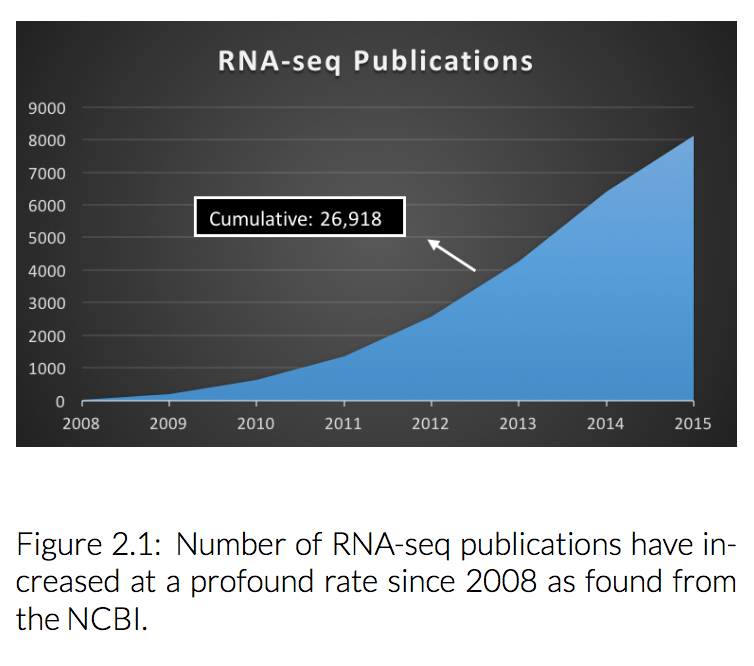 RNA-seq Publications
9000
8000
7000
6000
5000
4000
3000
2000
1000
0
Cumulative: 26,918
2008 2009 2010 2011 2012 2013 2014 2015
Figure 2.1: Number of RNA-seq publications have in-
creased at a profound rate since 2008 as found from
the NCBI.